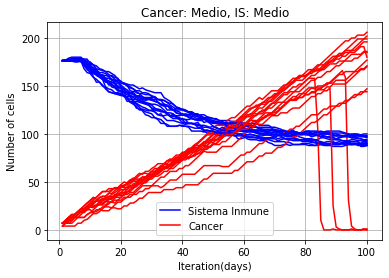 Cancer: Medio, IS: Medio
200
150
100
50
0
Number of cells
Sistema Inmune
Cancer
0 20 40 60 80 100
Iteration(days)